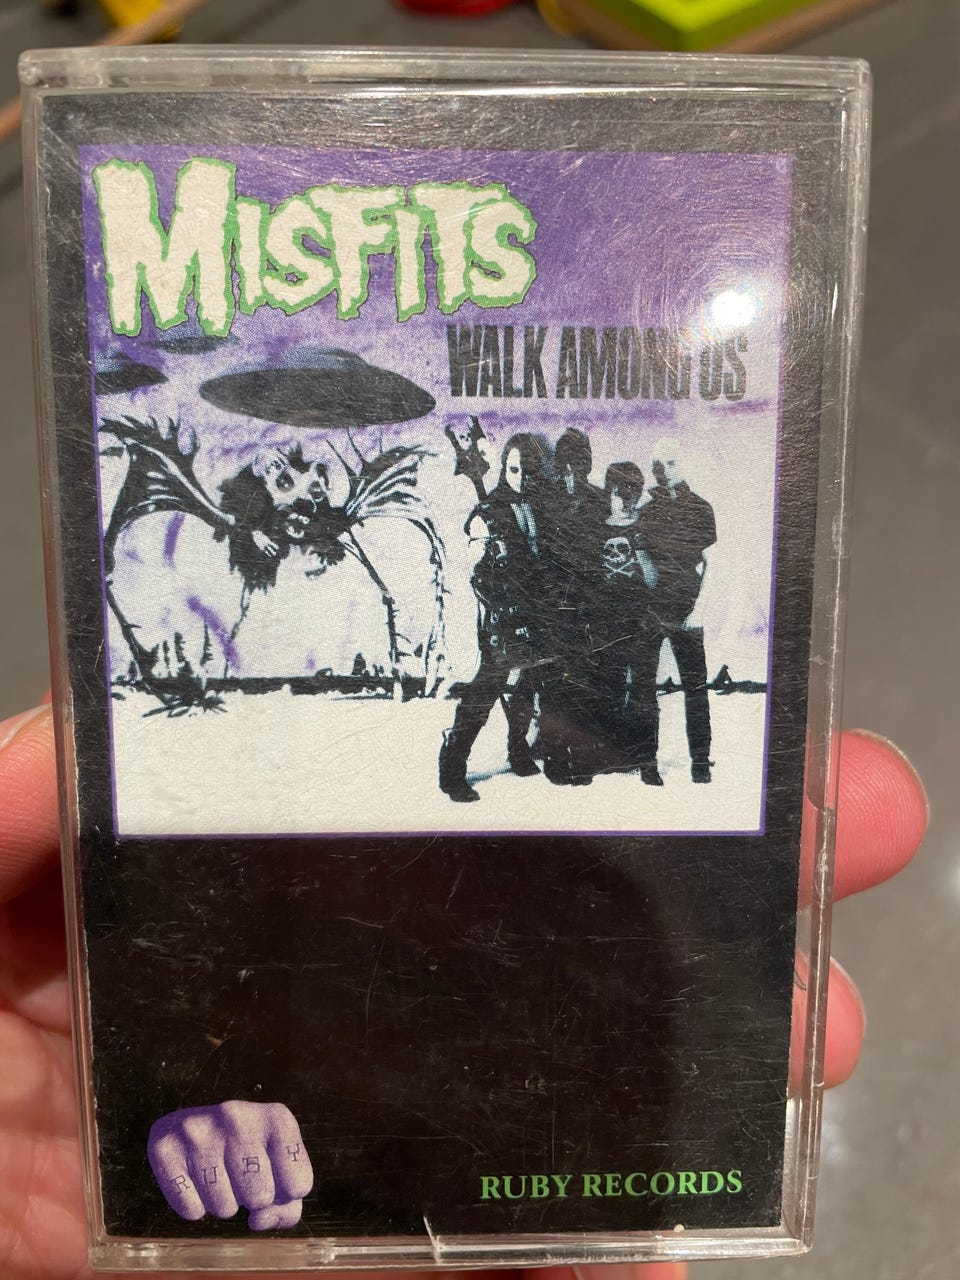 MISFITS
WALK AMONG US
RUBY
RUBY RECORDS